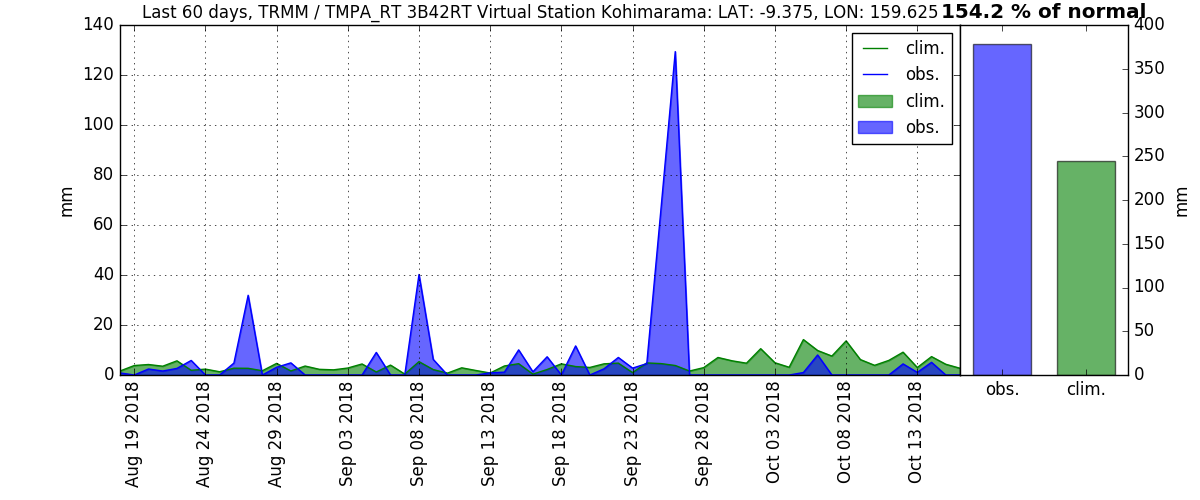 Last 60 days, TRMM / TMPA_RT 3B42RT Virtual Station Kohimarama: LAT: -9.375, LON: 159.625 154.2 % of normal
140
120
100
80
60
40
20
0
mm
clim.
obs.
clim.
obs.
400
350
300
250
200
150
100
50
0
mm
obs. clim.
Aug 19 2018
Aug 24 2018
Aug 29 2018
Sep 03 2018
Sep 08 2018
Sep 13 2018
Sep 18 2018
Sep 23 2018
Sep 28 2018
Oct 03 2018
Oct 08 2018
Oct 13 2018